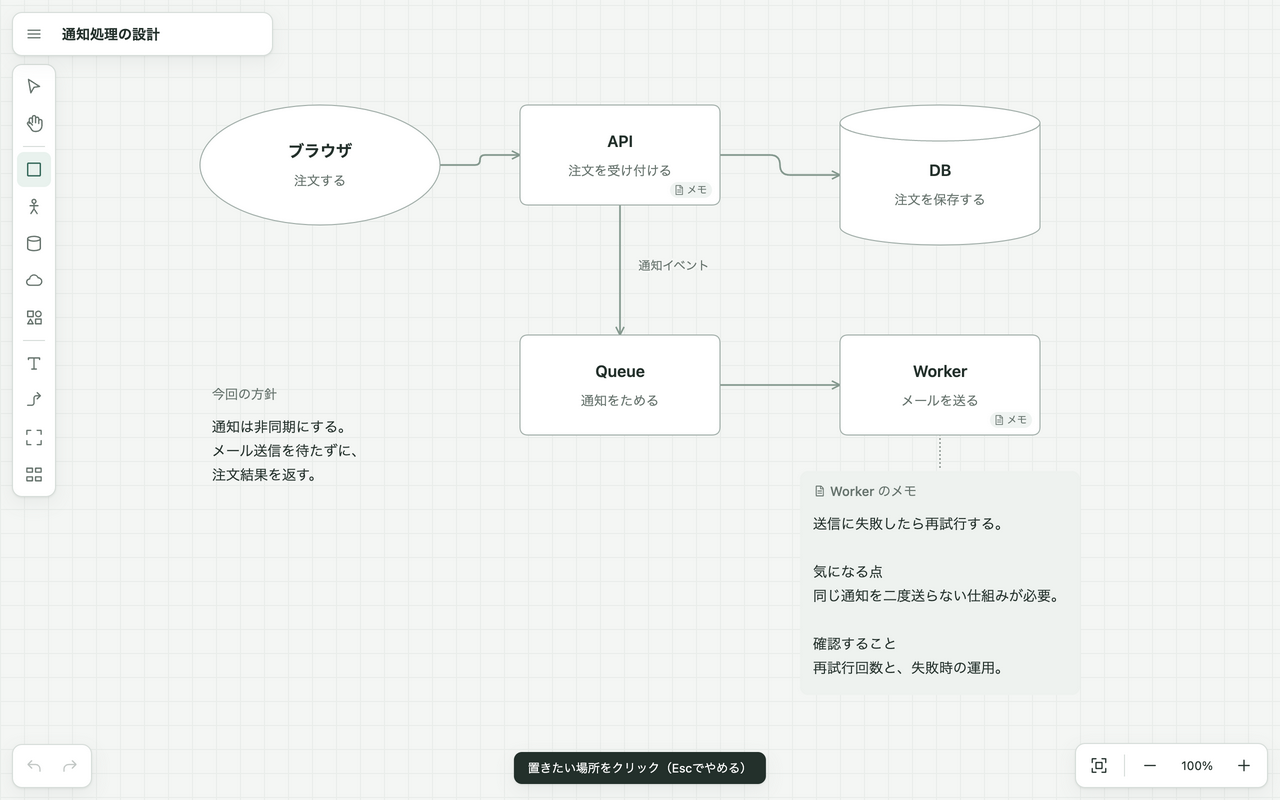 通知処理の設計
ブラウザ
注文する
API
注文を受け付ける
メモ
DB
注文を保存する
通知イベント
Queue
通知をためる
Worker
メールを送る
メモ
今回の方針
通知は非同期にする。
メール送信を待たずに、
注文結果を返す。
Worker のメモ
送信に失敗したら再試行する。
気になる点
同じ通知を二度送らない仕組みが必要。
確認すること
再試行回数と、失敗時の運用。
置きたい場所をクリック（Escでやめる）
100%